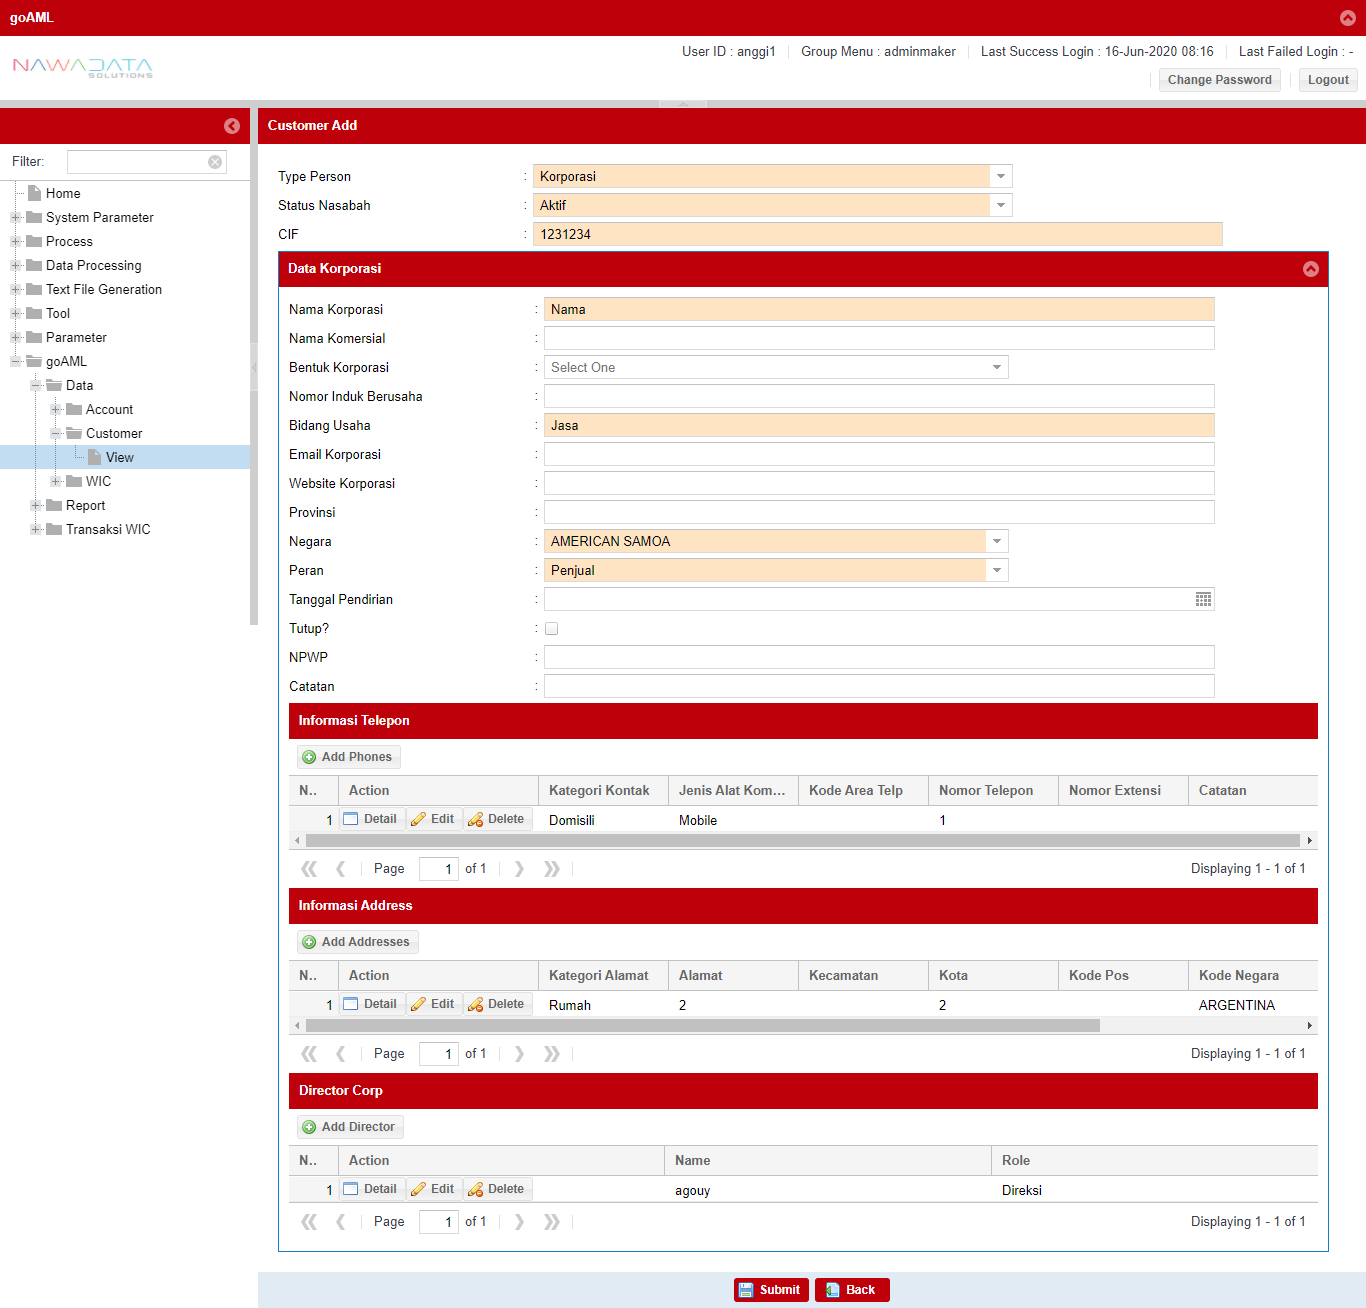 goAML
NAWADATA
SOLUTIONS
User ID : anggi1 Group Menu : adminmaker Last Success Login : 16-Jun-2020 08:16 Last Failed Login : -
Change Password Logout
Customer Add
Filter:
Home
System Parameter
Process
Data Processing
Text File Generation
Tool
Parameter
goAML
Data
Account
Customer
View
WIC
Report
Transaksi WIC
Type Person : Korporasi
Status Nasabah : Aktif
CIF : 1231234
Data Korporasi
Nama Korporasi : Nama
Nama Komersial :
Bentuk Korporasi : Select One
Nomor Induk Berusaha :
Bidang Usaha : Jasa
Email Korporasi :
Website Korporasi :
Provinsi :
Negara : AMERICAN SAMOA
Peran : Penjual
Tanggal Pendirian :
Tutup? :
NPWP :
Catatan :
Informasi Telepon
Add Phones
N.. Action Kategori Kontak Jenis Alat Kom... Kode Area Telp Nomor Telepon Nomor Extensi Catatan
1 Detail Edit Delete Domisili Mobile 1
Page 1 of 1 Displaying 1 - 1 of 1
Informasi Address
Add Addresses
N.. Action Kategori Alamat Alamat Kecamatan Kota Kode Pos Kode Negara
1 Detail Edit Delete Rumah 2 2 ARGENTINA
Page 1 of 1 Displaying 1 - 1 of 1
Director Corp
Add Director
N.. Action Name Role
1 Detail Edit Delete agouy Direksi
Page 1 of 1 Displaying 1 - 1 of 1
Submit Back